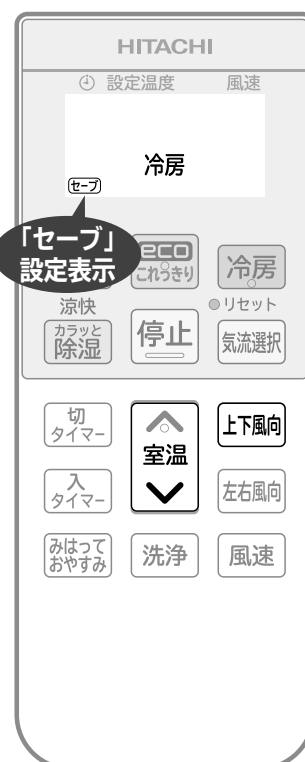 HITACHI
設定温度 風速
冷房
セーブ
「セーブ」
設定表示
eco
これっきり
冷房
涼快
カラッと
除湿
停止
リセット
気流選択
切
タイマー
室温
上下風向
入
タイマー
左右風向
みはって
おやすみ
洗浄
風速